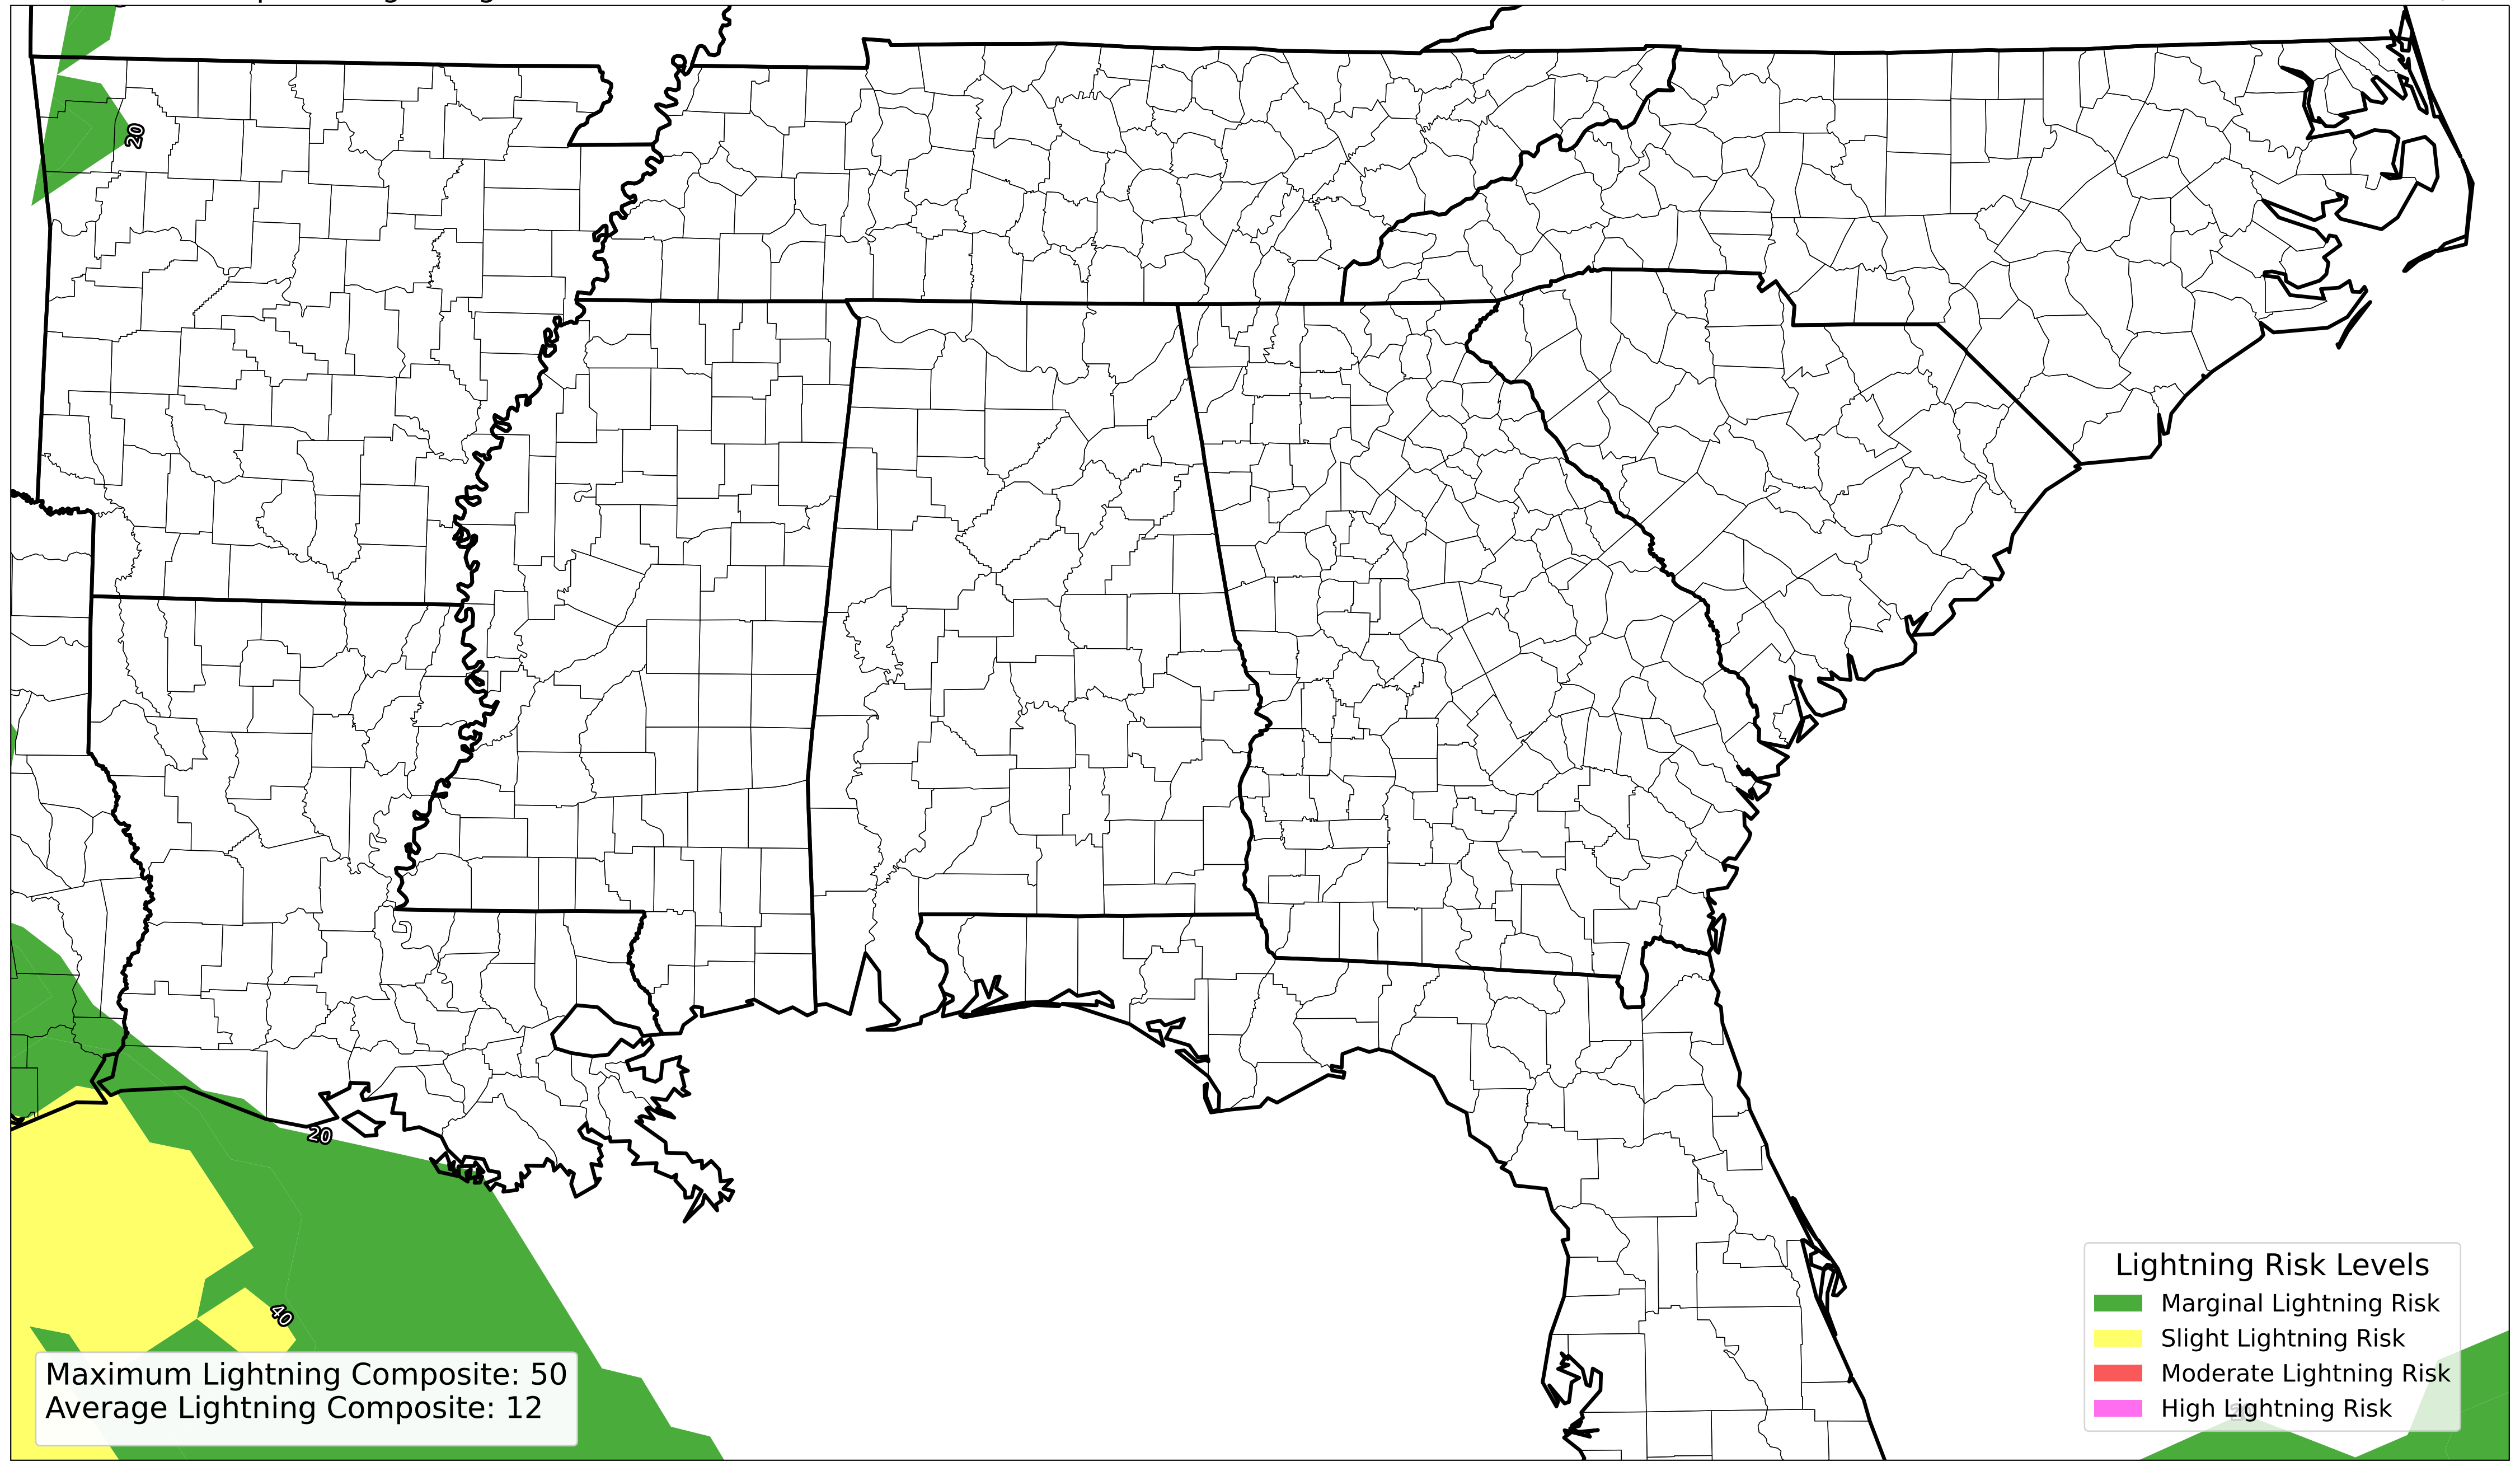 20
20
40
Maximum Lightning Composite: 50
Average Lightning Composite: 12
Lightning Risk Levels
Marginal Lightning Risk
Slight Lightning Risk
Moderate Lightning Risk
High Lightning Risk